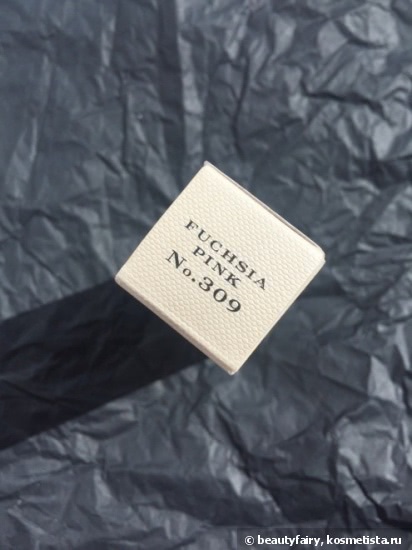 FUCHSIA
PINK
No.309
© beautyfairy, kosmetista.ru